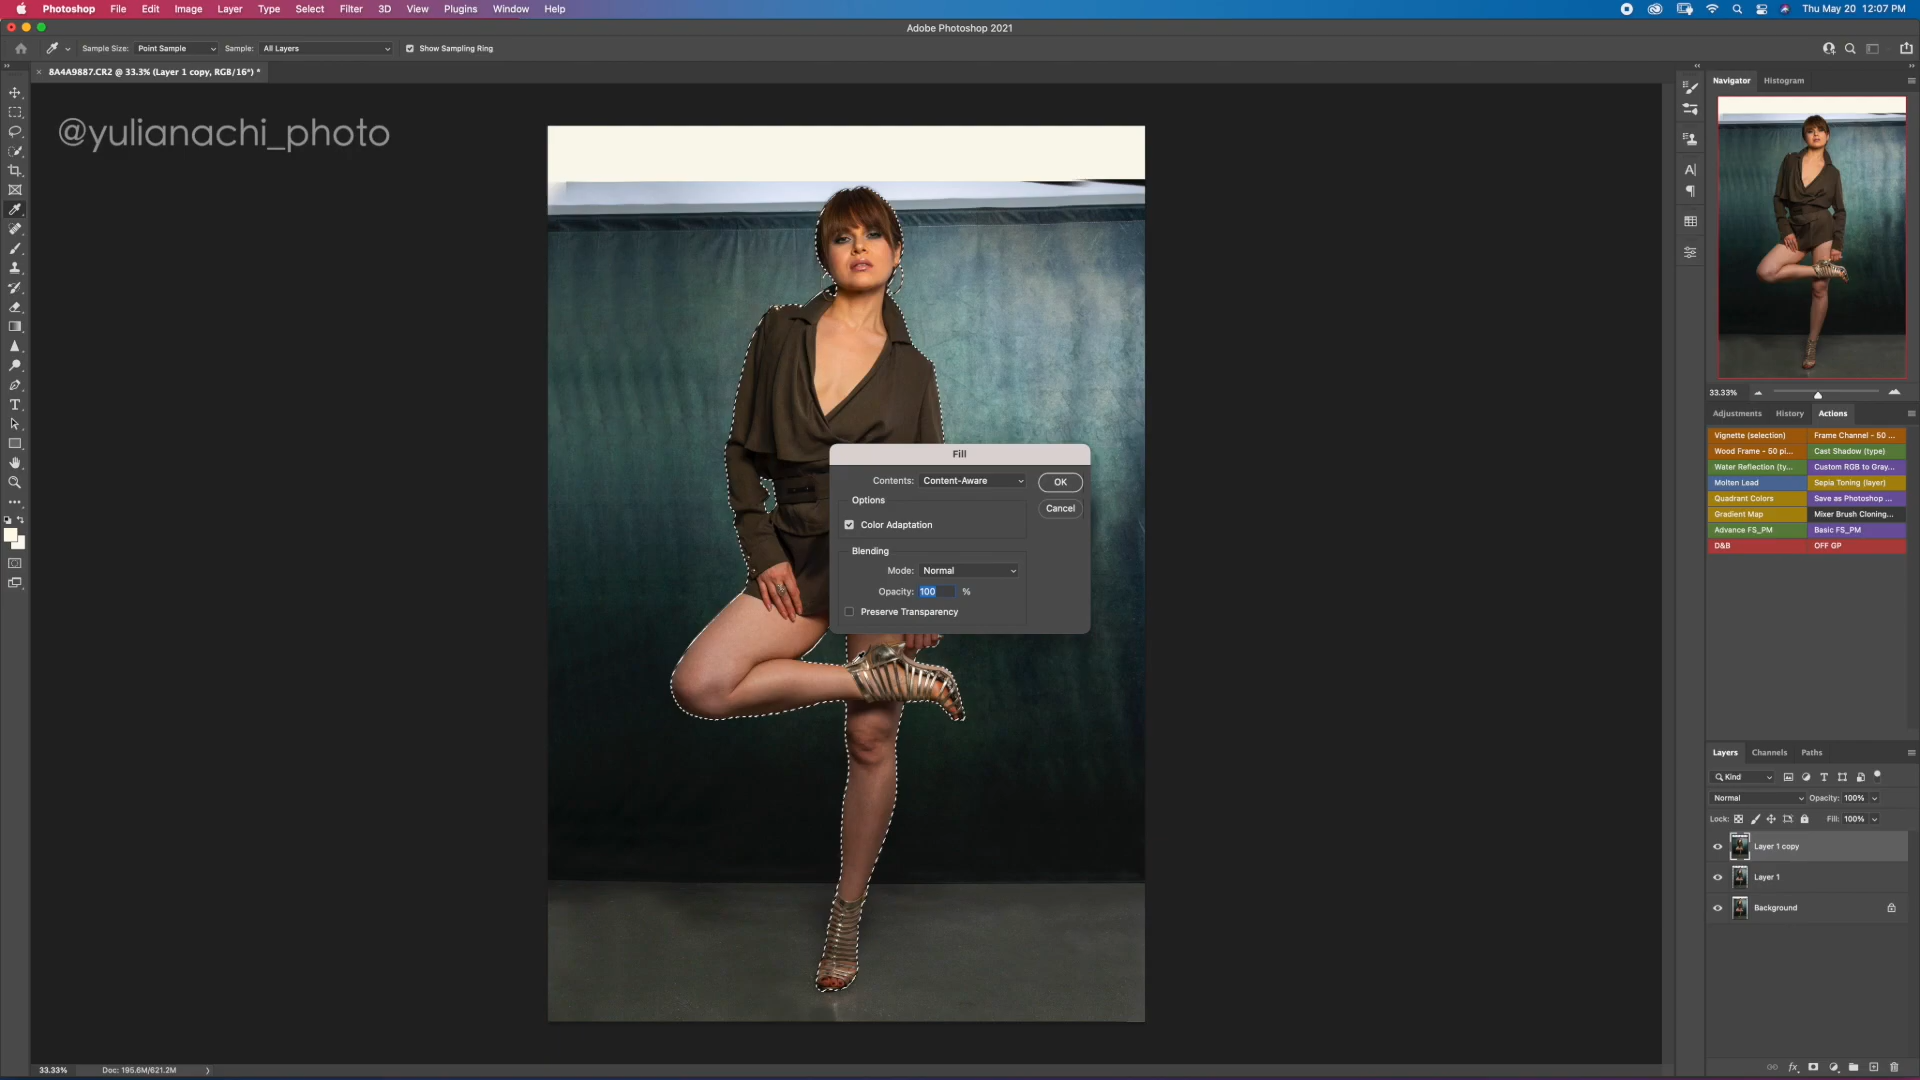 Photoshop File Edit Image Layer Type Select Filter 3D View Plugins Window Help Thu May 20 12:07 PM
Adobe Photoshop 2021
Sample Size: Point Sample Sample: All Layers Show Sampling Ring
8A4A9887.CR2 @ 33.3% (Layer 1 copy, RGB/16*) *
@yulianachi_photo
Navigator Histogram
33.33%
Adjustments History Actions
Vignette (selection) Frame Channel - 50 ...
Wood Frame - 50 pi... Cast Shadow (type)
Water Reflection (ty... Custom RGB to Gray...
Molten Lead Sepia Toning (layer)
Quadrant Colors Save as Photoshop ...
Gradient Map Mixer Brush Cloning...
Advance FS_PM Basic FS_PM
D&B OFF GP
Fill
Contents: Content-Aware OK
Options
Cancel
Color Adaptation
Blending
Mode: Normal
Opacity: 100 %
Preserve Transparency
Layers Channels Paths
Kind
Normal Opacity: 100%
Lock: Fill: 100%
Layer 1 copy
Layer 1
Background
33.33% Doc: 195.6M/621.2M